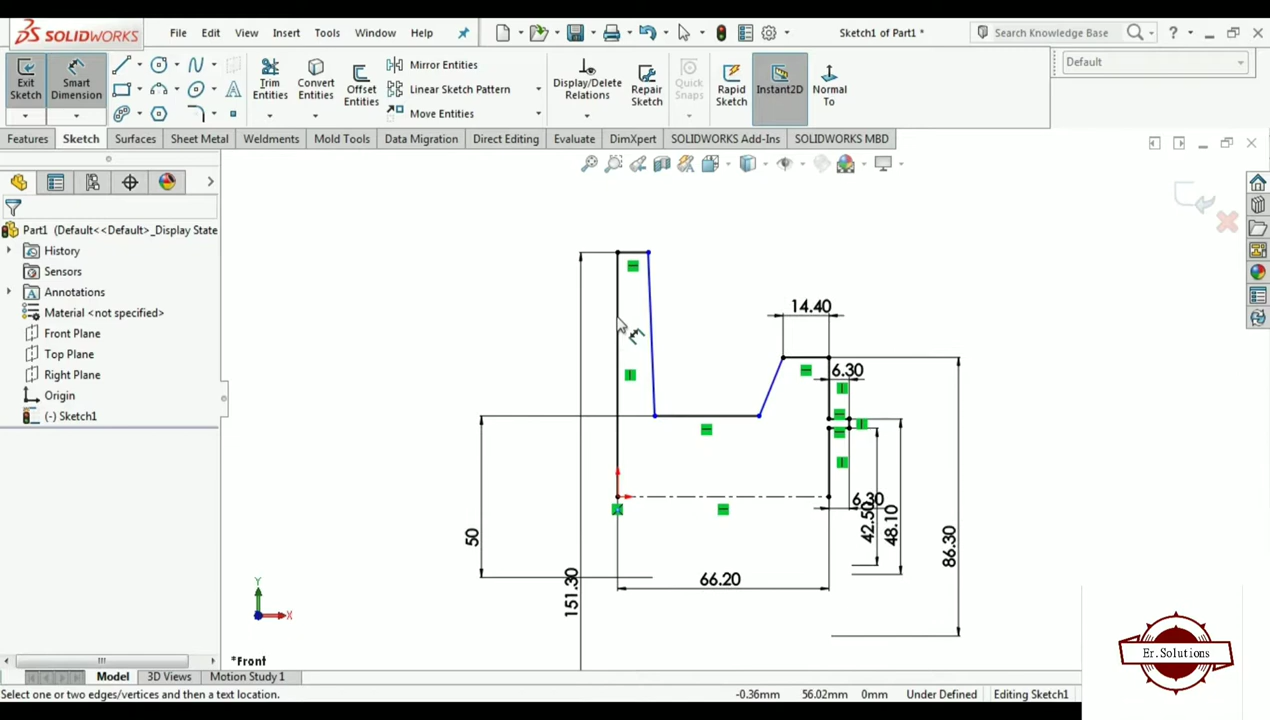 SOLIDWORKS File Edit View Insert Tools Window Help Sketch1 of Part1 * Search Knowledge Base ?
Exit Sketch Smart Dimension Trim Entities Convert Entities Offset Entities Mirror Entities Linear Sketch Pattern Move Entities Display/Delete Relations Repair Sketch Quick Snaps Rapid Sketch Instant2D Normal To Default
Features Sketch Surfaces Sheet Metal Weldments Mold Tools Data Migration Direct Editing Evaluate DimXpert SOLIDWORKS Add-Ins SOLIDWORKS MBD
Part1 (Default<<Default>_Display State
History
Sensors
Annotations
Material <not specified>
Front Plane
Top Plane
Right Plane
Origin
(-) Sketch1
14.40
6.30
6.30
42.50
48.10
86.30
50
151.30
66.20
Y
X
*Front
Er.Solutions
Model 3D Views Motion Study 1
Select one or two edges/vertices and then a text location. -0.36mm 56.02mm 0mm Under Defined Editing Sketch1